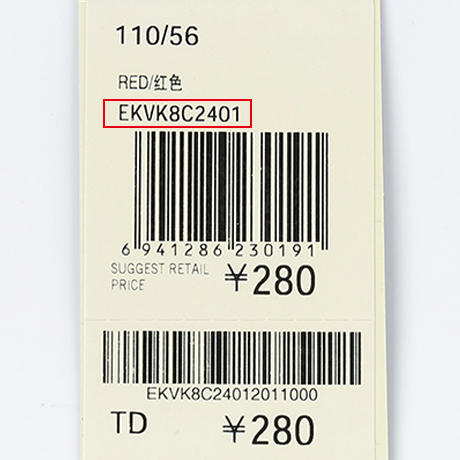 110/56
RED/红色
EKVK8C2401
6 941286 230191
SUGGEST RETAIL PRICE ¥280
EKVK8C24012011000
TD ¥280